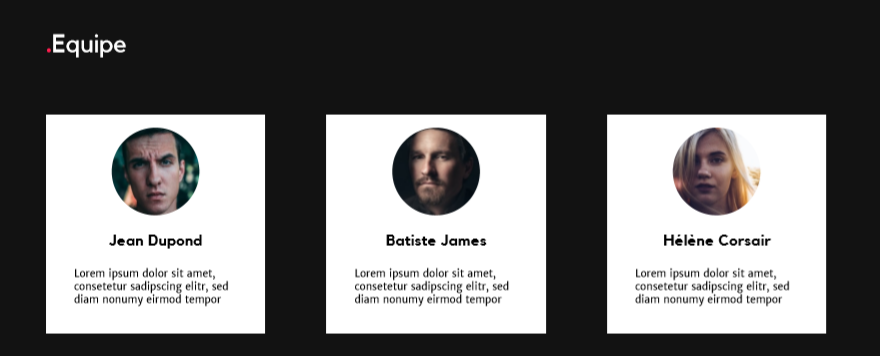 .Equipe
Jean Dupond
Lorem ipsum dolor sit amet,
consetetur sadipscing elitr, sed
diam nonumy eirmod tempor
Batiste James
Lorem ipsum dolor sit amet,
consetetur sadipscing elitr, sed
diam nonumy eirmod tempor
Hélène Corsair
Lorem ipsum dolor sit amet,
consetetur sadipscing elitr, sed
diam nonumy eirmod tempor